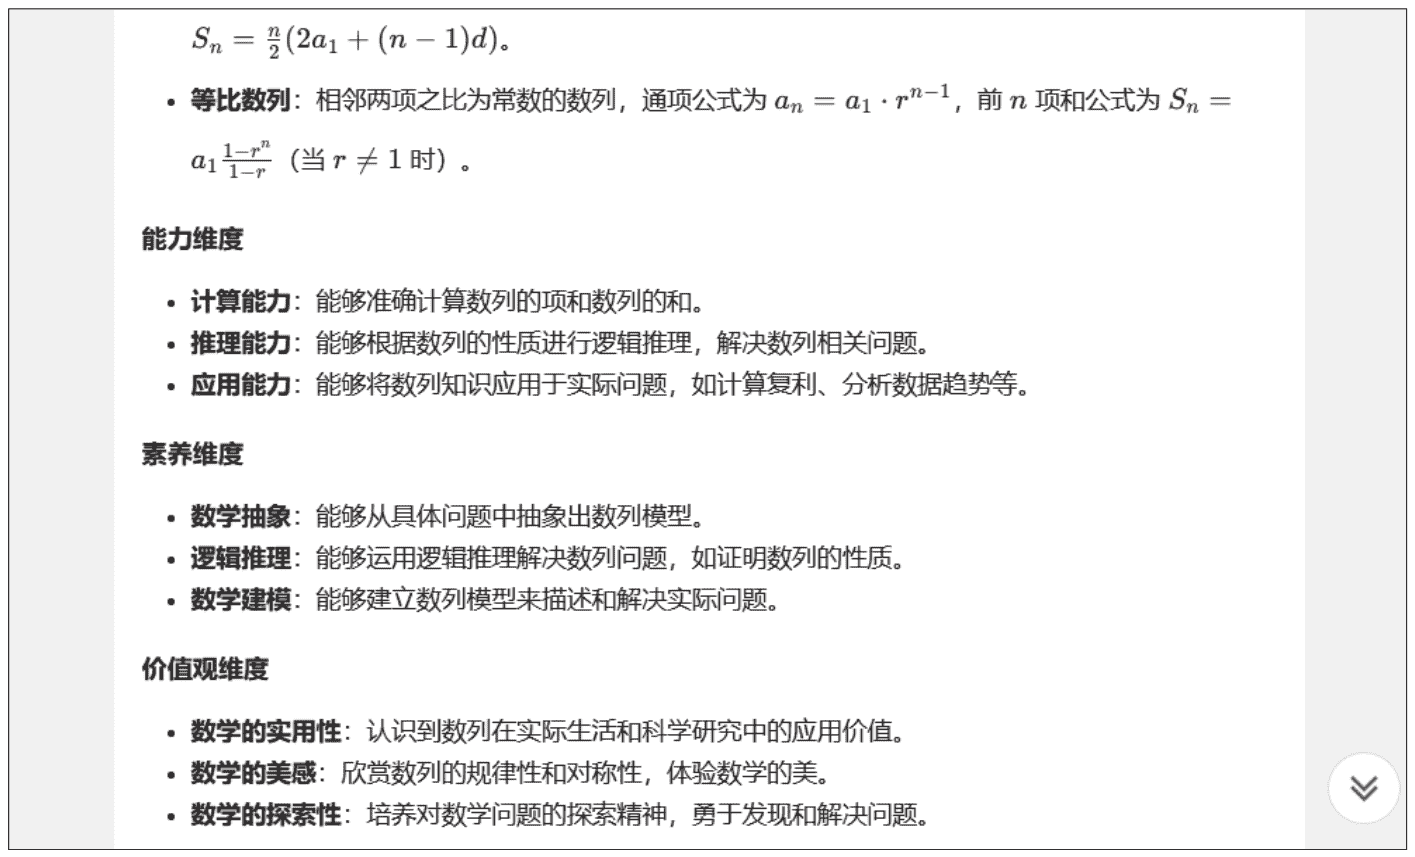 Sₙ = n/2(2a₁ + (n − 1)d)。
• 等比数列：相邻两项之比为常数的数列，通项公式为 aₙ = a₁ · rⁿ⁻¹，前 n 项和公式为 Sₙ =
a₁ (1−rⁿ)/(1−r)（当 r ≠ 1 时）。
能力维度
• 计算能力：能够准确计算数列的项和数列的和。
• 推理能力：能够根据数列的性质进行逻辑推理，解决数列相关问题。
• 应用能力：能够将数列知识应用于实际问题，如计算复利、分析数据趋势等。
素养维度
• 数学抽象：能够从具体问题中抽象出数列模型。
• 逻辑推理：能够运用逻辑推理解决数列问题，如证明数列的性质。
• 数学建模：能够建立数列模型来描述和解决实际问题。
价值观维度
• 数学的实用性：认识到数列在实际生活和科学研究中的应用价值。
• 数学的美感：欣赏数列的规律性和对称性，体验数学的美。
• 数学的探索性：培养对数学问题的探索精神，勇于发现和解决问题。